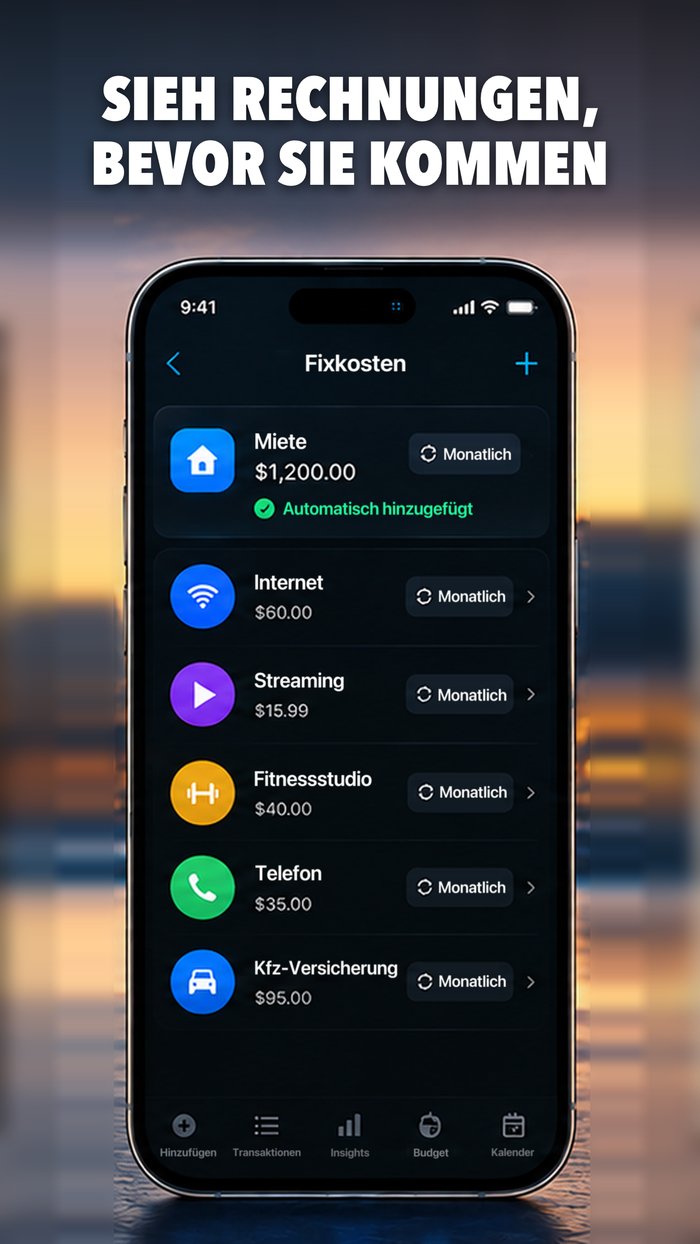 SIEH RECHNUNGEN,
BEVOR SIE KOMMEN
9:41
Fixkosten
Miete
$1,200.00
Monatlich
Automatisch hinzugefügt
Internet
$60.00
Monatlich
Streaming
$15.99
Monatlich
Fitnessstudio
$40.00
Monatlich
Telefon
$35.00
Monatlich
Kfz-Versicherung
$95.00
Monatlich
Hinzufügen
Transaktionen
Insights
Budget
Kalender